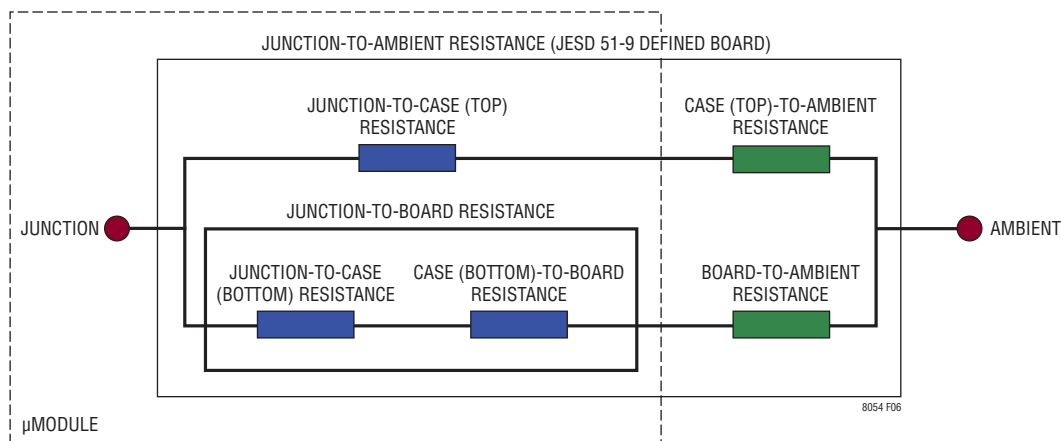 JUNCTION-TO-AMBIENT RESISTANCE (JESD 51-9 DEFINED BOARD)
JUNCTION-TO-CASE (TOP)
RESISTANCE
CASE (TOP)-TO-AMBIENT
RESISTANCE
JUNCTION
JUNCTION-TO-BOARD RESISTANCE
AMBIENT
JUNCTION-TO-CASE
(BOTTOM) RESISTANCE
CASE (BOTTOM)-TO-BOARD
RESISTANCE
BOARD-TO-AMBIENT
RESISTANCE
8054 F06
µMODULE